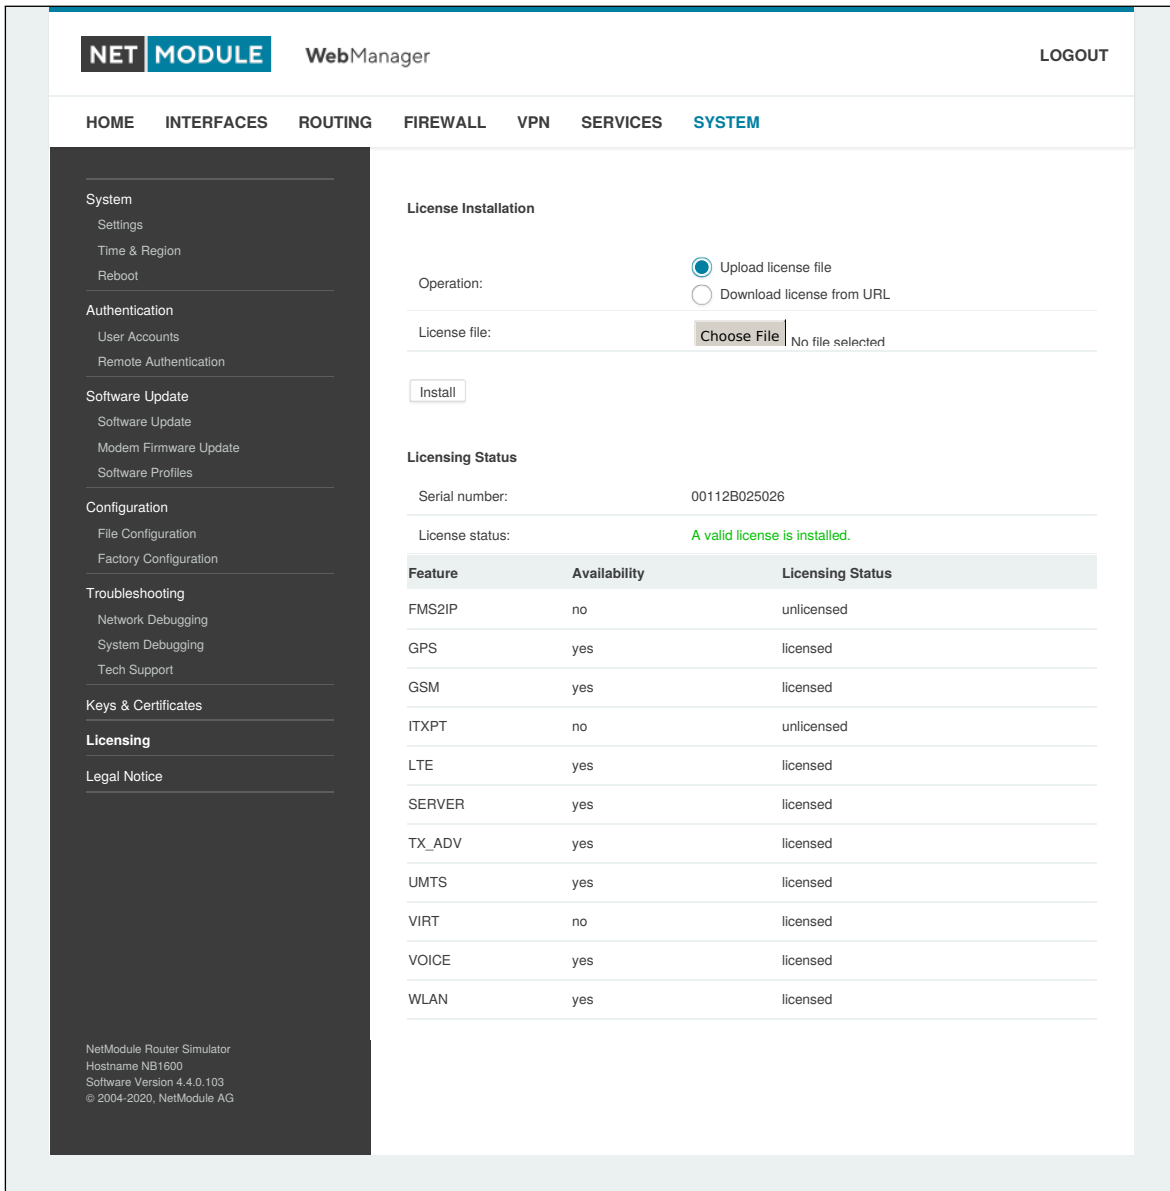 NET MODULE WebManager LOGOUT
HOME INTERFACES ROUTING FIREWALL VPN SERVICES SYSTEM
System
Settings
Time & Region
Reboot
Authentication
User Accounts
Remote Authentication
Software Update
Software Update
Modem Firmware Update
Software Profiles
Configuration
File Configuration
Factory Configuration
Troubleshooting
Network Debugging
System Debugging
Tech Support
Keys & Certificates
Licensing
Legal Notice
NetModule Router Simulator
Hostname NB1600
Software Version 4.4.0.103
© 2004-2020, NetModule AG
License Installation
Operation:
Upload license file
Download license from URL
License file: Choose File No file selected
Install
Licensing Status
Serial number: 00112B025026
License status: A valid license is installed.
Feature Availability Licensing Status
FMS2IP no unlicensed
GPS yes licensed
GSM yes licensed
ITXPT no unlicensed
LTE yes licensed
SERVER yes licensed
TX_ADV yes licensed
UMTS yes licensed
VIRT no licensed
VOICE yes licensed
WLAN yes licensed